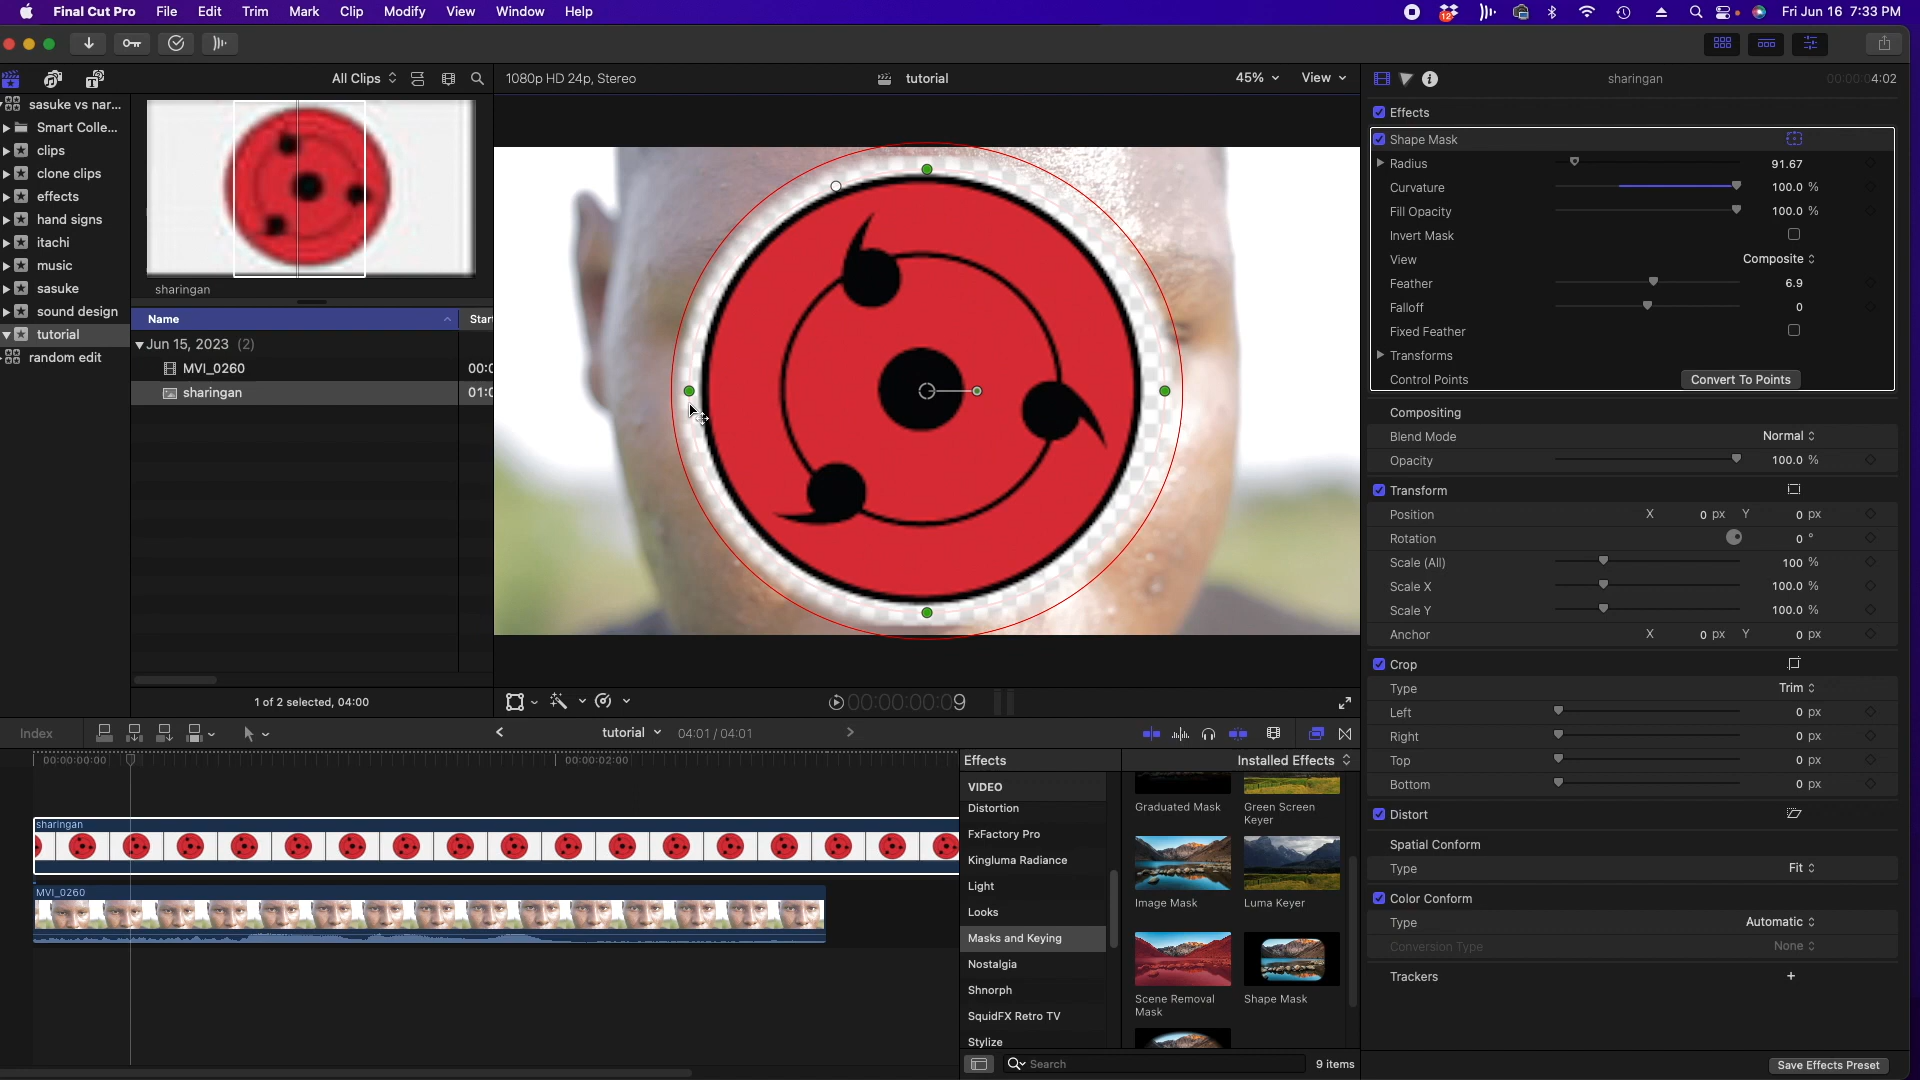 Final Cut Pro File Edit Trim Mark Clip Modify View Window Help
12
Fri Jun 16 7:33 PM
All Clips
1080p HD 24p, Stereo
tutorial
45%
View
sharingan
00:00:04:02
sasuke vs nar...
Smart Colle...
clips
clone clips
effects
hand signs
itachi
music
sasuke
sound design
tutorial
random edit
sharingan
Name
Start
Jun 15, 2023 (2)
MVI_0260
00:0
sharingan
01:0
1 of 2 selected, 04:00
00:00:00:09
Effects
Shape Mask
Radius 91.67
Curvature 100.0 %
Fill Opacity 100.0 %
Invert Mask
View Composite
Feather 6.9
Falloff 0
Fixed Feather
Transforms
Control Points Convert To Points
Compositing
Blend Mode Normal
Opacity 100.0 %
Transform
Position X 0 px Y 0 px
Rotation 0 °
Scale (All) 100 %
Scale X 100.0 %
Scale Y 100.0 %
Anchor X 0 px Y 0 px
Crop
Type Trim
Left 0 px
Right 0 px
Top 0 px
Bottom 0 px
Distort
Spatial Conform
Type Fit
Color Conform
Type Automatic
Conversion Type None
Trackers +
Save Effects Preset
Index
tutorial 04:01 / 04:01
00:00:00:00
00:00:02:00
sharingan
MVI_0260
Effects
Installed Effects
VIDEO
Distortion
FxFactory Pro
Kingluma Radiance
Light
Looks
Masks and Keying
Nostalgia
Shnorph
SquidFX Retro TV
Stylize
Graduated Mask
Green Screen
Keyer
Image Mask
Luma Keyer
Scene Removal
Mask
Shape Mask
Search
9 items